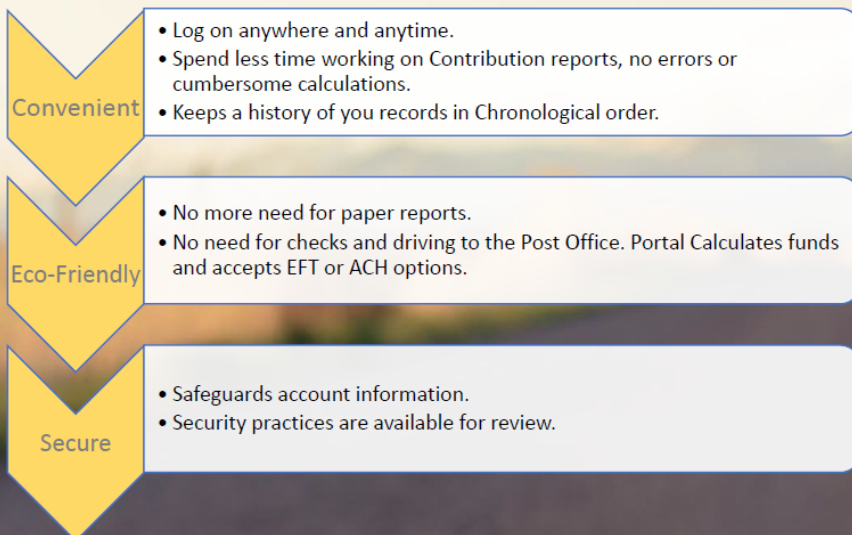 Convenient
• Log on anywhere and anytime.
• Spend less time working on Contribution reports, no errors or
cumbersome calculations.
• Keeps a history of you records in Chronological order.
Eco-Friendly
• No more need for paper reports.
• No need for checks and driving to the Post Office. Portal Calculates funds
and accepts EFT or ACH options.
Secure
• Safeguards account information.
• Security practices are available for review.